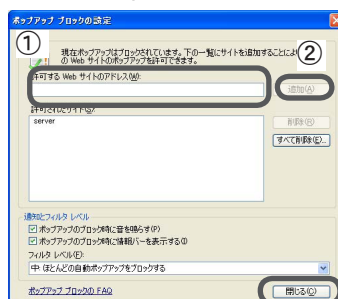 ポップアップ ブロックの設定
①
②
現在ポップアップはブロックされています。下の一覧にサイトを追加することにより
の Web サイトのポップアップを許可できます。
許可する Web サイトのアドレス(W):
追加(A)
許可されたサイト(S):
server
削除(R)
すべて削除(E)...
通知とフィルタ レベル
ポップアップのブロック時に音を鳴らす(P)
ポップアップのブロック時に情報バーを表示する(I)
フィルタ レベル(F):
中: ほとんどの自動ポップアップをブロックする
ポップアップ ブロックの FAQ
閉じる(C)